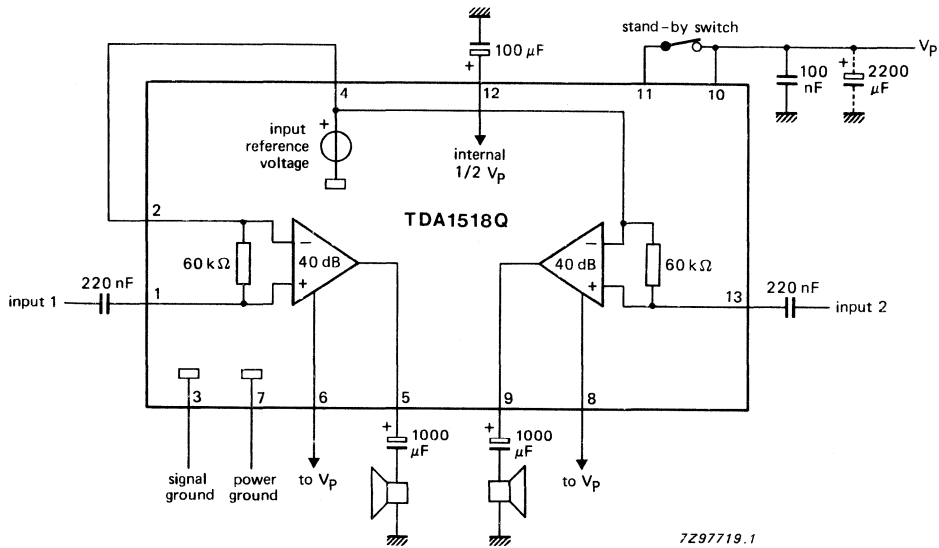 stand-by switch
100 µF
+
VP
11
10
100
nF
+
2200
µF
4
12
+
input
reference
voltage
internal
1/2 VP
TDA1518Q
2
60 kΩ
−
40 dB
+
−
40 dB
+
60 kΩ
input 1
220 nF
1
13
220 nF
input 2
3
7
6
5
9
8
+
1000
µF
+
1000
µF
signal
ground
power
ground
to VP
to VP
7Z97719.1